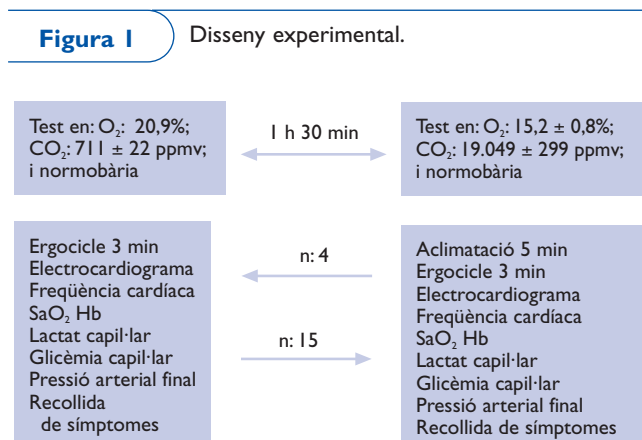 Figura 1
Disseny experimental.
Test en: O₂: 20,9%;
CO₂: 711 ± 22 ppmv;
i normobària
1 h 30 min
Test en: O₂: 15,2 ± 0,8%;
CO₂: 19.049 ± 299 ppmv;
i normobària
Ergocicle 3 min
Electrocardiograma
Freqüència cardíaca
SaO₂ Hb
Lactat capil·lar
Glicèmia capil·lar
Pressió arterial final
Recollida
de símptomes
n: 4
n: 15
Aclimatació 5 min
Ergocicle 3 min
Electrocardiograma
Freqüència cardíaca
SaO₂ Hb
Lactat capil·lar
Glicèmia capil·lar
Pressió arterial final
Recollida de símptomes